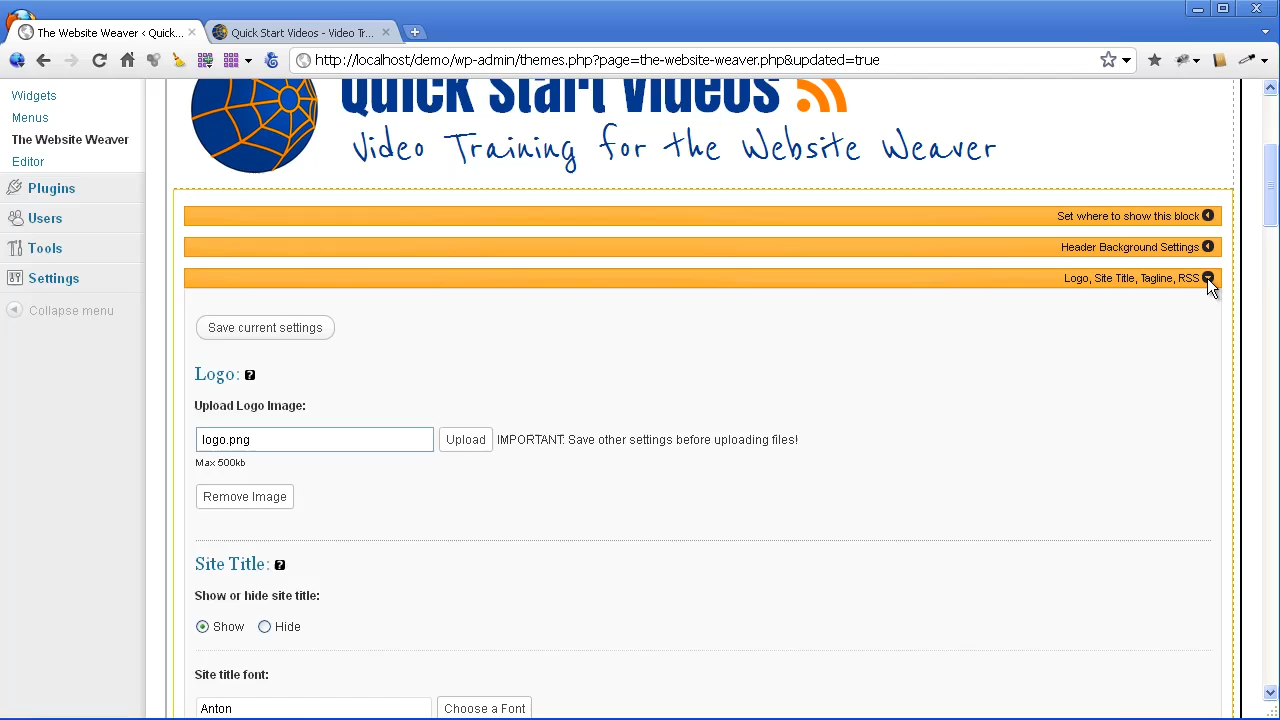 The Website Weaver ‹ Quick...
Quick Start Videos - Video Tr...
http://localhost/demo/wp-admin/themes.php?page=the-website-weaver.php&updated=true
Widgets
Menus
The Website Weaver
Editor
Plugins
Users
Tools
Settings
Collapse menu
Quick Start Videos
Video Training for the Website Weaver
Set where to show this block
Header Background Settings
Logo, Site Title, Tagline, RSS
Save current settings
Logo: ?
Upload Logo Image:
logo.png Upload IMPORTANT: Save other settings before uploading files!
Max 500kb
Remove Image
Site Title: ?
Show or hide site title:
Show Hide
Site title font:
Anton Choose a Font